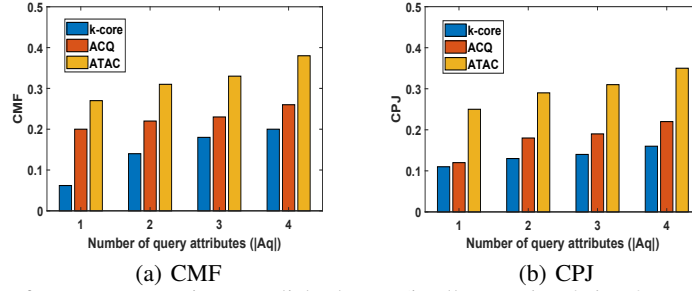 0.5
0.4
0.3
0.2
0.1
0
CMF
k-core
ACQ
ATAC
1 2 3 4
Number of query attributes (|Aq|)
(a) CMF
0.5
0.4
0.3
0.2
0.1
0
CPJ
k-core
ACQ
ATAC
1 2 3 4
Number of query attributes (|Aq|)
(b) CPJ